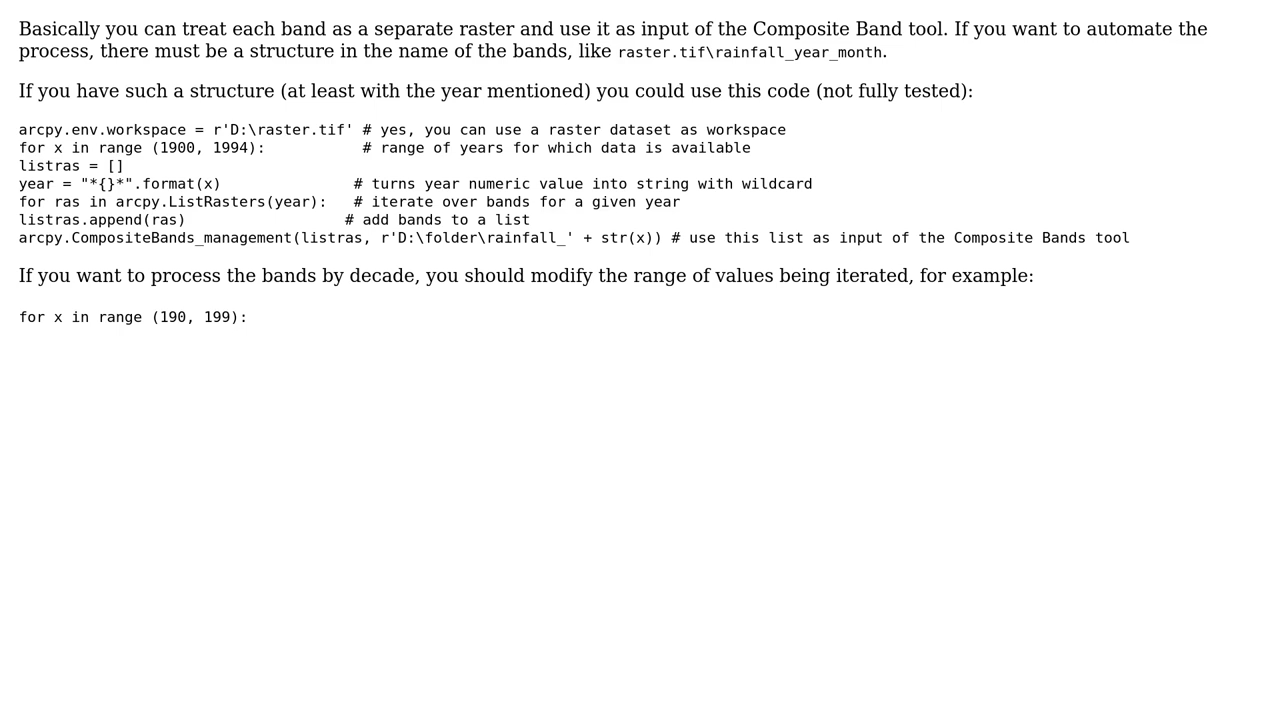 Basically you can treat each band as a separate raster and use it as input of the Composite Band tool. If you want to automate the
process, there must be a structure in the name of the bands, like raster.tif\rainfall_year_month.
If you have such a structure (at least with the year mentioned) you could use this code (not fully tested):
arcpy.env.workspace = r'D:\raster.tif' # yes, you can use a raster dataset as workspace
for x in range (1900, 1994):           # range of years for which data is available
listras = []
year = "*{}*".format(x)               # turns year numeric value into string with wildcard
for ras in arcpy.ListRasters(year):   # iterate over bands for a given year
listras.append(ras)                  # add bands to a list
arcpy.CompositeBands_management(listras, r'D:\folder\rainfall_' + str(x)) # use this list as input of the Composite Bands tool
If you want to process the bands by decade, you should modify the range of values being iterated, for example:
for x in range (190, 199):